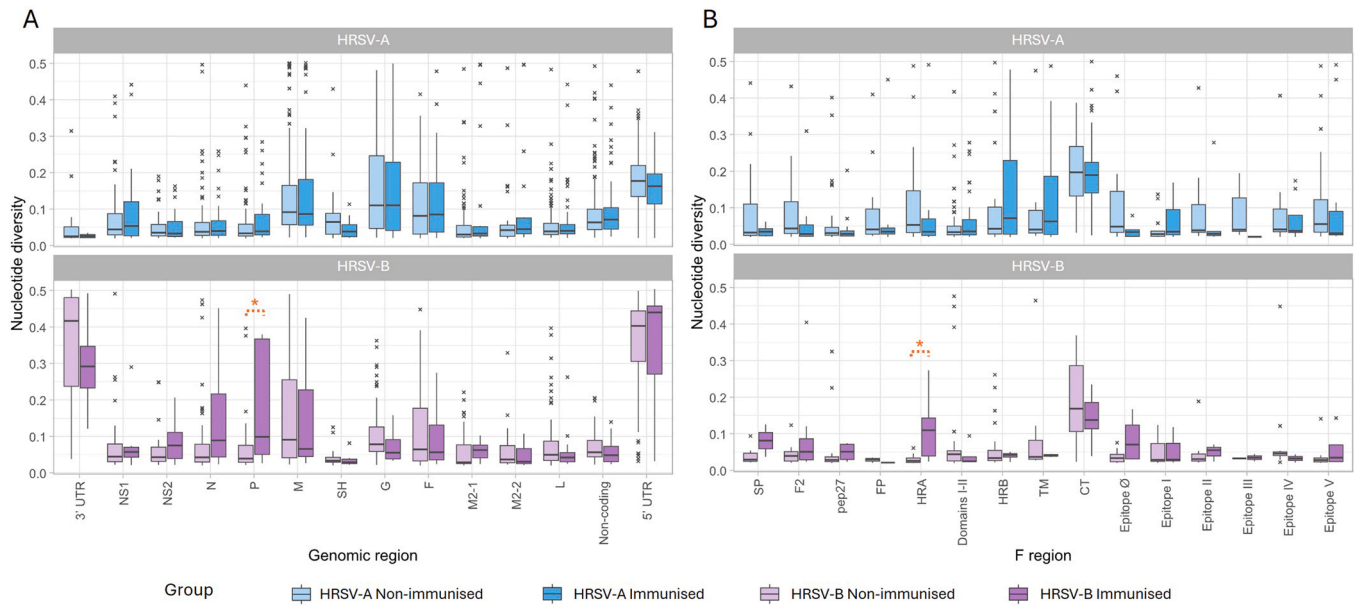 A
HRSV-A
0.5
0.4
0.3
0.2
0.1
0.0
HRSV-B
0.5
0.4
0.3
0.2
0.1
0.0
Nucleotide diversity
*
3' UTR
NS1
NS2
N
P
M
SH
G
F
M2-1
M2-2
L
Non-coding
5' UTR
Genomic region
B
HRSV-A
0.5
0.4
0.3
0.2
0.1
0.0
HRSV-B
0.5
0.4
0.3
0.2
0.1
0.0
Nucleotide diversity
*
SP
F2
pep27
FP
HRA
Domains I-II
HRB
TM
CT
Epitope Ø
Epitope I
Epitope II
Epitope III
Epitope IV
Epitope V
F region
Group
HRSV-A Non-immunised
HRSV-A Immunised
HRSV-B Non-immunised
HRSV-B Immunised